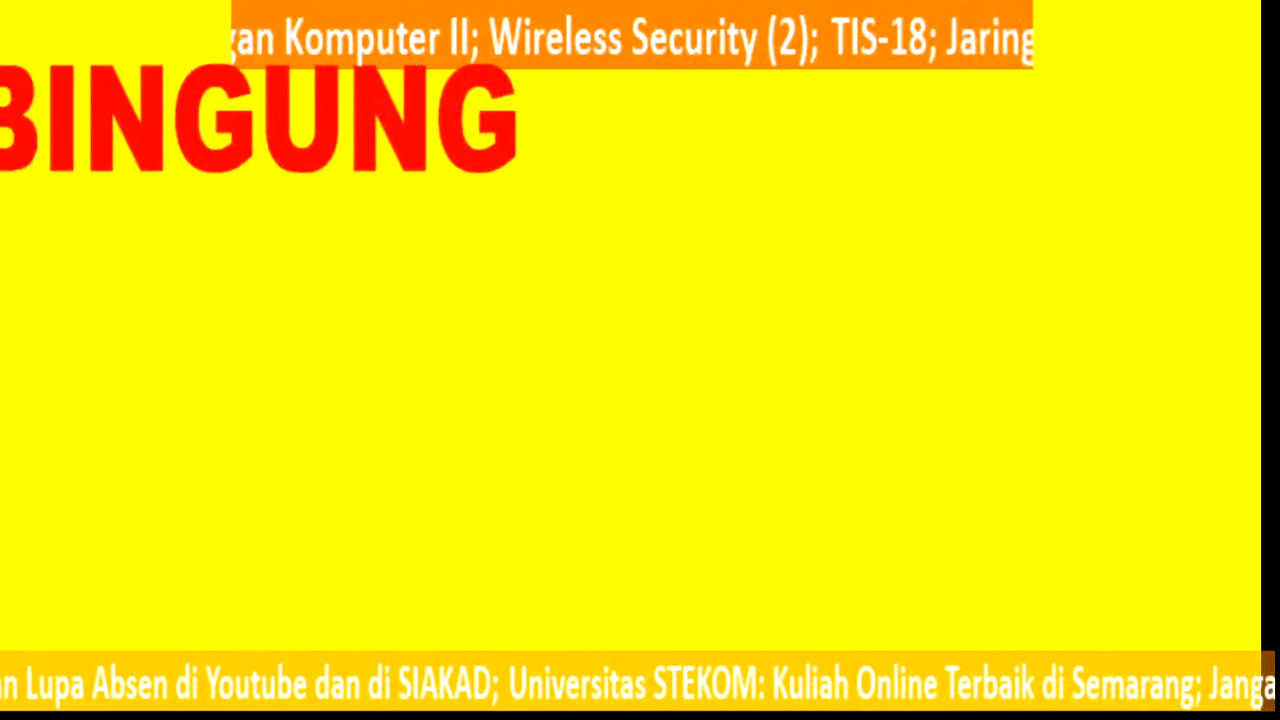 gan Komputer II; Wireless Security (2); TIS-18; Jaring
BINGUNG
an Lupa Absen di Youtube dan di SIAKAD; Universitas STEKOM: Kuliah Online Terbaik di Semarang; Janga